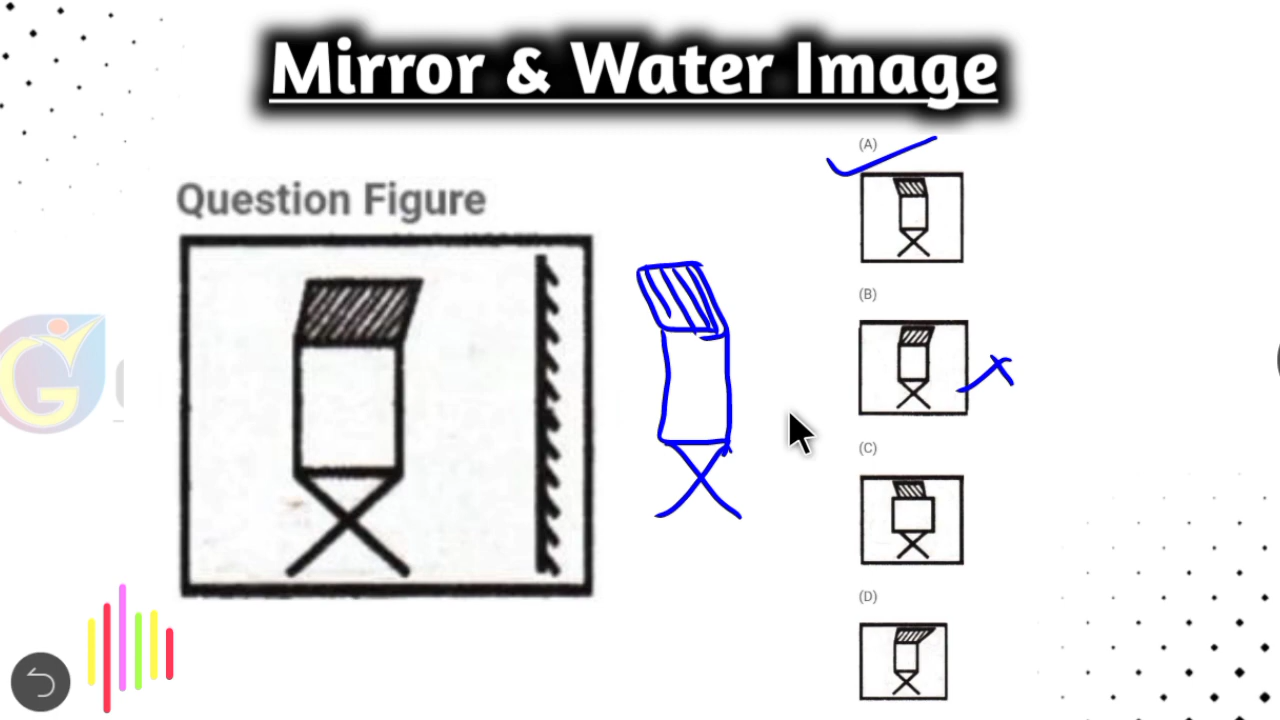 Mirror & Water Image
Question Figure
(A)
(B)
(C)
(D)
G